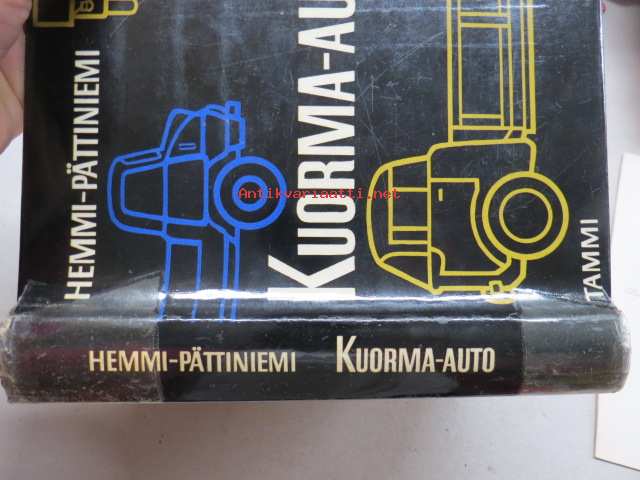 HEMMI-PÄTTINIEMI
KUORMA-AU
TAMMI
Antikvariaatti.net
HEMMI-PÄTTINIEMI KUORMA-AUTO